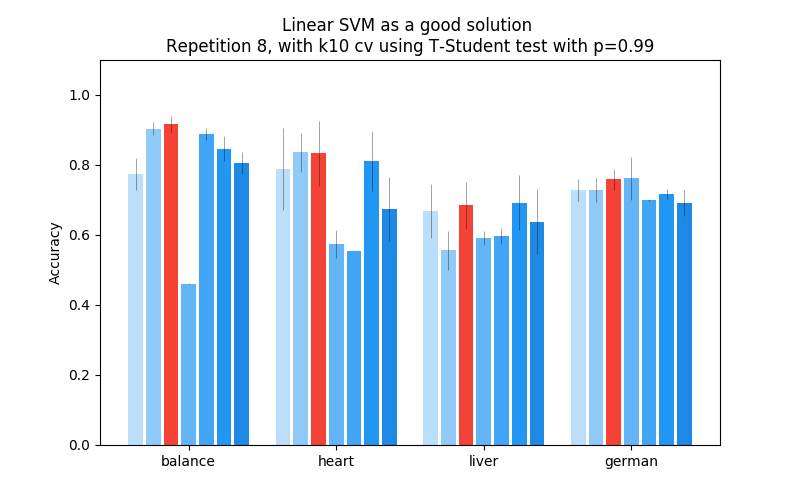 Linear SVM as a good solution
Repetition 8, with k10 cv using T-Student test with p=0.99
1.0
0.8
0.6
0.4
0.2
0.0
Accuracy
balance heart liver german